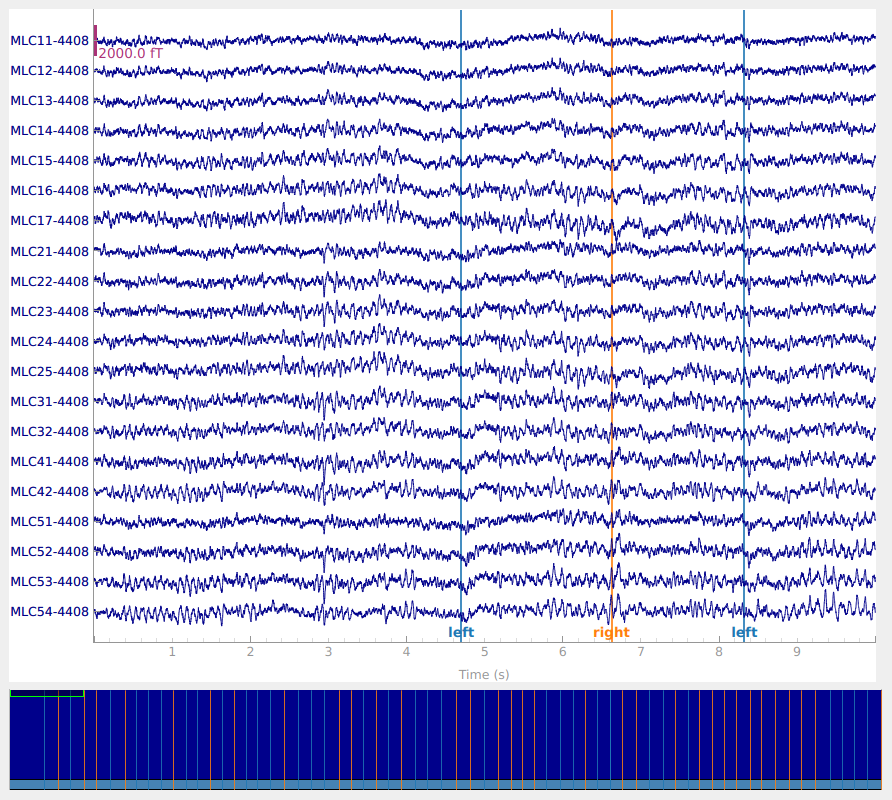 MLC11-4408
2000.0 fT
MLC12-4408
MLC13-4408
MLC14-4408
MLC15-4408
MLC16-4408
MLC17-4408
MLC21-4408
MLC22-4408
MLC23-4408
MLC24-4408
MLC25-4408
MLC31-4408
MLC32-4408
MLC41-4408
MLC42-4408
MLC51-4408
MLC52-4408
MLC53-4408
MLC54-4408
left right left
1 2 3 4 5 6 7 8 9
Time (s)